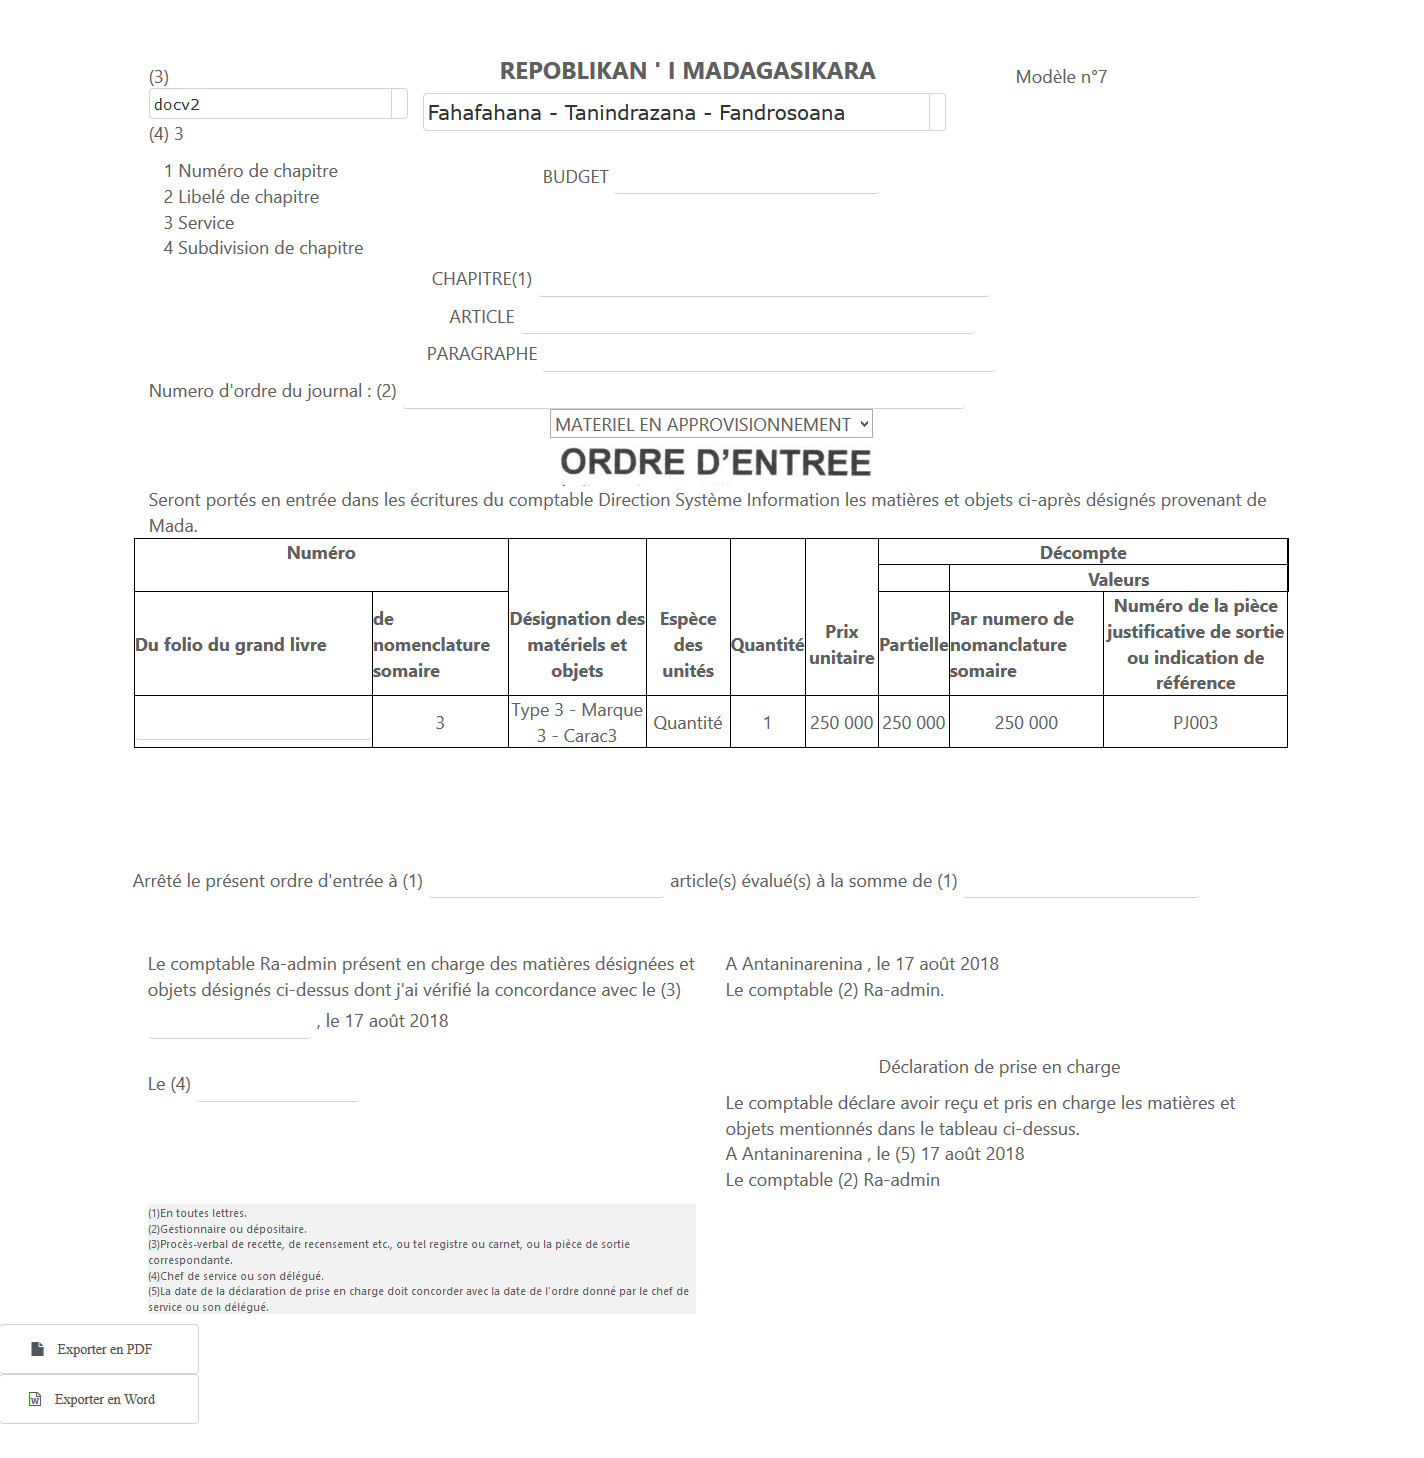 (3)
REPOBLIKAN ' I MADAGASIKARA
Modèle n°7
docv2
Fahafahana - Tanindrazana - Fandrosoana
(4) 3
1 Numéro de chapitre
2 Libelé de chapitre
3 Service
4 Subdivision de chapitre
BUDGET
CHAPITRE(1)
ARTICLE
PARAGRAPHE
Numero d'ordre du journal : (2)
MATERIEL EN APPROVISIONNEMENT
ORDRE D'ENTREE
Seront portés en entrée dans les écritures du comptable Direction Système Information les matières et objets ci-après désignés provenant de
Mada.
Numéro
Décompte
Valeurs
Du folio du grand livre
de
nomenclature
somaire
Désignation des
matériels et
objets
Espèce
des
unités
Quantité
Prix
unitaire
Partielle
Par numero de
nomanclature
somaire
Numéro de la pièce
justificative de sortie
ou indication de
référence
3
Type 3 - Marque
3 - Carac3
Quantité
1
250 000
250 000
250 000
PJ003
Arrêté le présent ordre d'entrée à (1) article(s) évalué(s) à la somme de (1)
Le comptable Ra-admin présent en charge des matières désignées et
objets désignés ci-dessus dont j'ai vérifié la concordance avec le (3)
, le 17 août 2018
Le (4)
A Antaninarenina , le 17 août 2018
Le comptable (2) Ra-admin.
Déclaration de prise en charge
Le comptable déclare avoir reçu et pris en charge les matières et
objets mentionnés dans le tableau ci-dessus.
A Antaninarenina , le (5) 17 août 2018
Le comptable (2) Ra-admin
(1)En toutes lettres.
(2)Gestionnaire ou dépositaire.
(3)Procès-verbal de recette, de recensement etc., ou tel registre ou carnet, ou la pièce de sortie
correspondante.
(4)Chef de service ou son délégué.
(5)La date de la déclaration de prise en charge doit concorder avec la date de l'ordre donné par le chef de
service ou son délégué.
Exporter en PDF
Exporter en Word